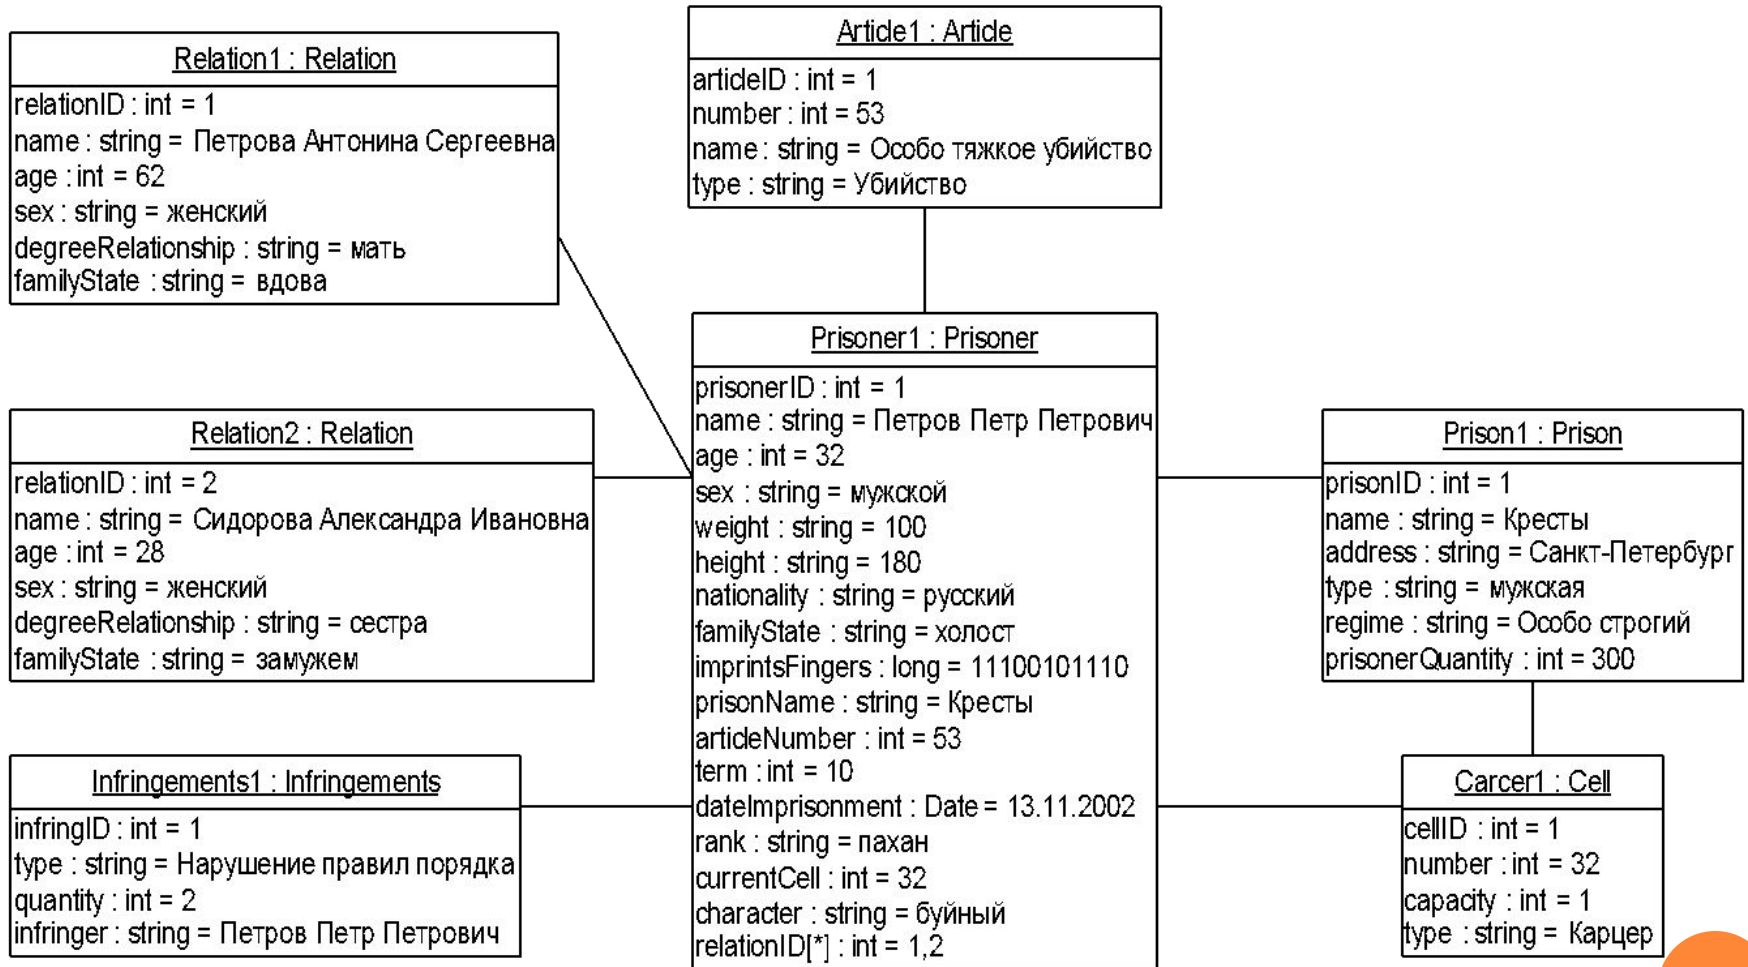 Relation1 : Relation
relationID : int = 1
name : string = Петрова Антонина Сергеевна
age : int = 62
sex : string = женский
degreeRelationship : string = мать
familyState : string = вдова
Article1 : Article
articleID : int = 1
number : int = 53
name : string = Особо тяжкое убийство
type : string = Убийство
Relation2 : Relation
relationID : int = 2
name : string = Сидорова Александра Ивановна
age : int = 28
sex : string = женский
degreeRelationship : string = сестра
familyState : string = замужем
Infringements1 : Infringements
infringID : int = 1
type : string = Нарушение правил порядка
quantity : int = 2
infringer : string = Петров Петр Петрович
Prisoner1 : Prisoner
prisonerID : int = 1
name : string = Петров Петр Петрович
age : int = 32
sex : string = мужской
weight : string = 100
height : string = 180
nationality : string = русский
familyState : string = холост
imprintsFingers : long = 11100101110
prisonName : string = Кресты
articleNumber : int = 53
term : int = 10
dateImprisonment : Date = 13.11.2002
rank : string = пахан
currentCell : int = 32
character : string = буйный
relationID[*] : int = 1,2
Prison1 : Prison
prisonID : int = 1
name : string = Кресты
address : string = Санкт-Петербург
type : string = мужская
regime : string = Особо строгий
prisonerQuantity : int = 300
Carcer1 : Cell
cellID : int = 1
number : int = 32
capacity : int = 1
type : string = Карцер